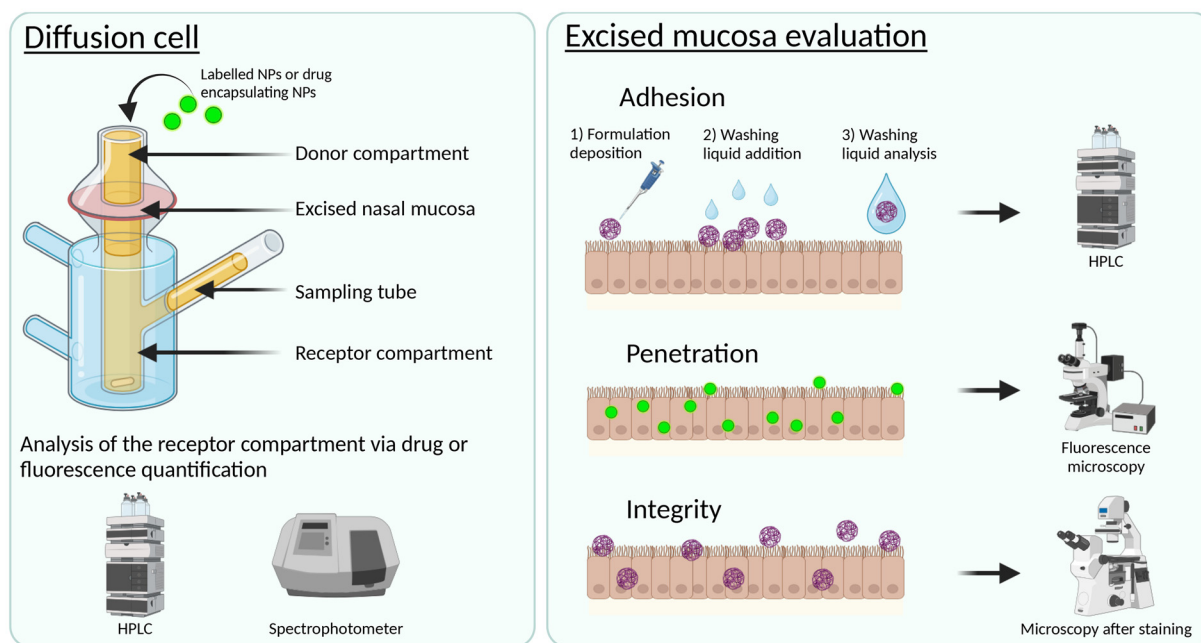 Diffusion cell
Labelled NPs or drug
encapsulating NPs
Donor compartment
Excised nasal mucosa
Sampling tube
Receptor compartment
Analysis of the receptor compartment via drug or
fluorescence quantification
HPLC
Spectrophotometer
Excised mucosa evaluation
Adhesion
1) Formulation
deposition
2) Washing
liquid addition
3) Washing
liquid analysis
HPLC
Penetration
Fluorescence
microscopy
Integrity
Microscopy after staining